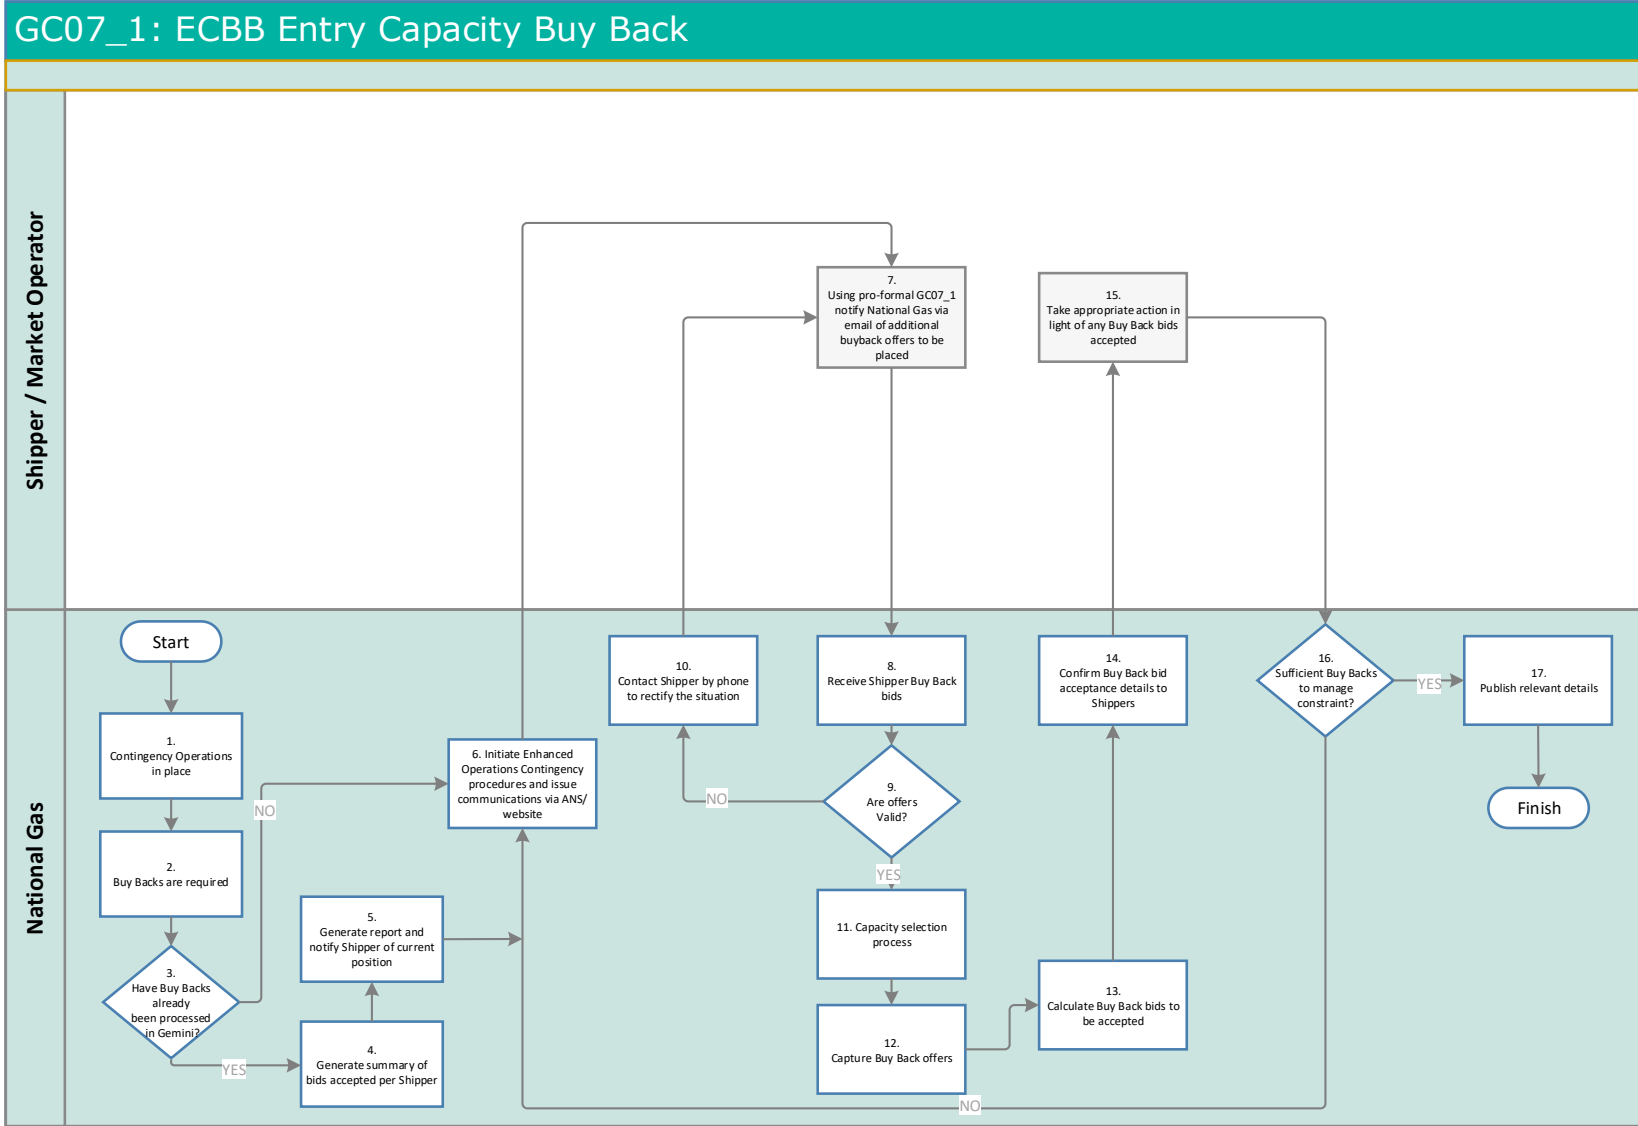 GC07_1: ECBB Entry Capacity Buy Back
Shipper / Market Operator
7.
Using pro-formal GC07_1
notify National Gas via
email of additional
buyback offers to be
placed
15.
Take appropriate action in
light of any Buy Back bids
accepted
National Gas
Start
1.
Contingency Operations
in place
2.
Buy Backs are required
3.
Have Buy Backs
already
been processed
in Gemini?
NO
YES
4.
Generate summary of
bids accepted per Shipper
5.
Generate report and
notify Shipper of current
position
6. Initiate Enhanced
Operations Contingency
procedures and issue
communications via ANS/
website
10.
Contact Shipper by phone
to rectify the situation
8.
Receive Shipper Buy Back
bids
9.
Are offers
Valid?
NO
YES
11. Capacity selection
process
12.
Capture Buy Back offers
13.
Calculate Buy Back bids to
be accepted
14.
Confirm Buy Back bid
acceptance details to
Shippers
16.
Sufficient Buy Backs
to manage
constraint?
YES
NO
17.
Publish relevant details
Finish